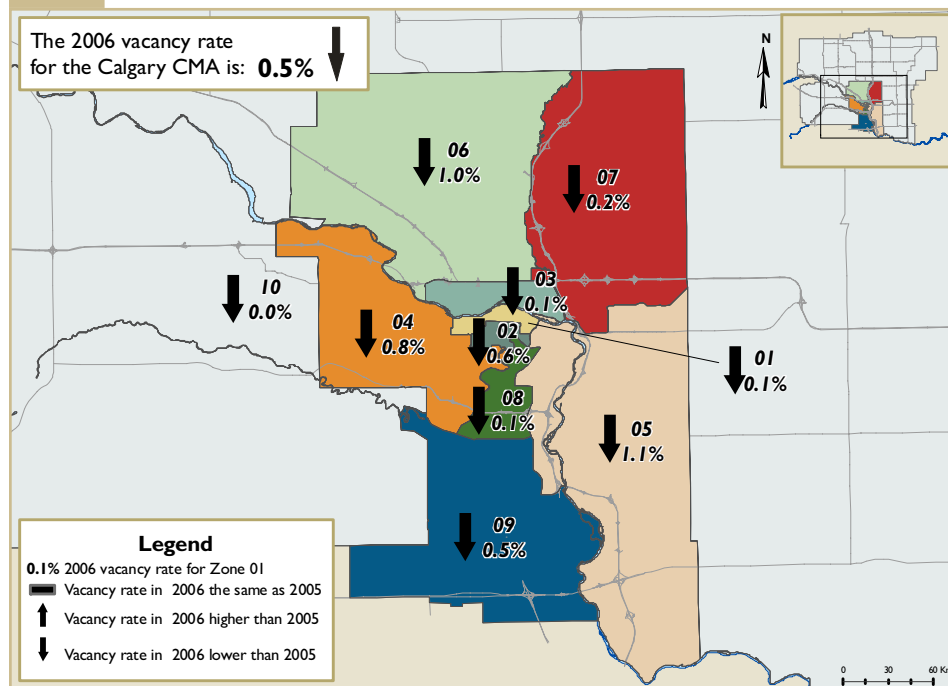 The 2006 vacancy rate
for the Calgary CMA is: 0.5%
N
06
1.0%
07
0.2%
03
0.1%
10
0.0%
04
0.8%
02
0.6%
01
0.1%
08
0.1%
05
1.1%
09
0.5%
Legend
0.1% 2006 vacancy rate for Zone 01
Vacancy rate in 2006 the same as 2005
Vacancy rate in 2006 higher than 2005
Vacancy rate in 2006 lower than 2005
0 30 60 K